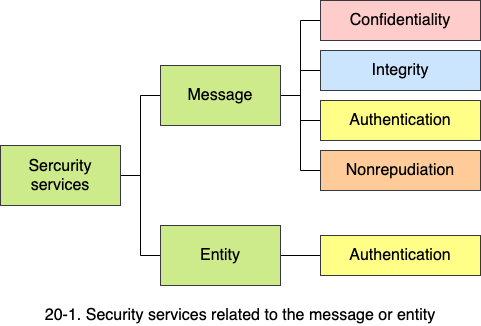 Confidentiality
Message
Integrity
Authentication
Sercurity
services
Nonrepudiation
Entity
Authentication
20-1. Security services related to the message or entity